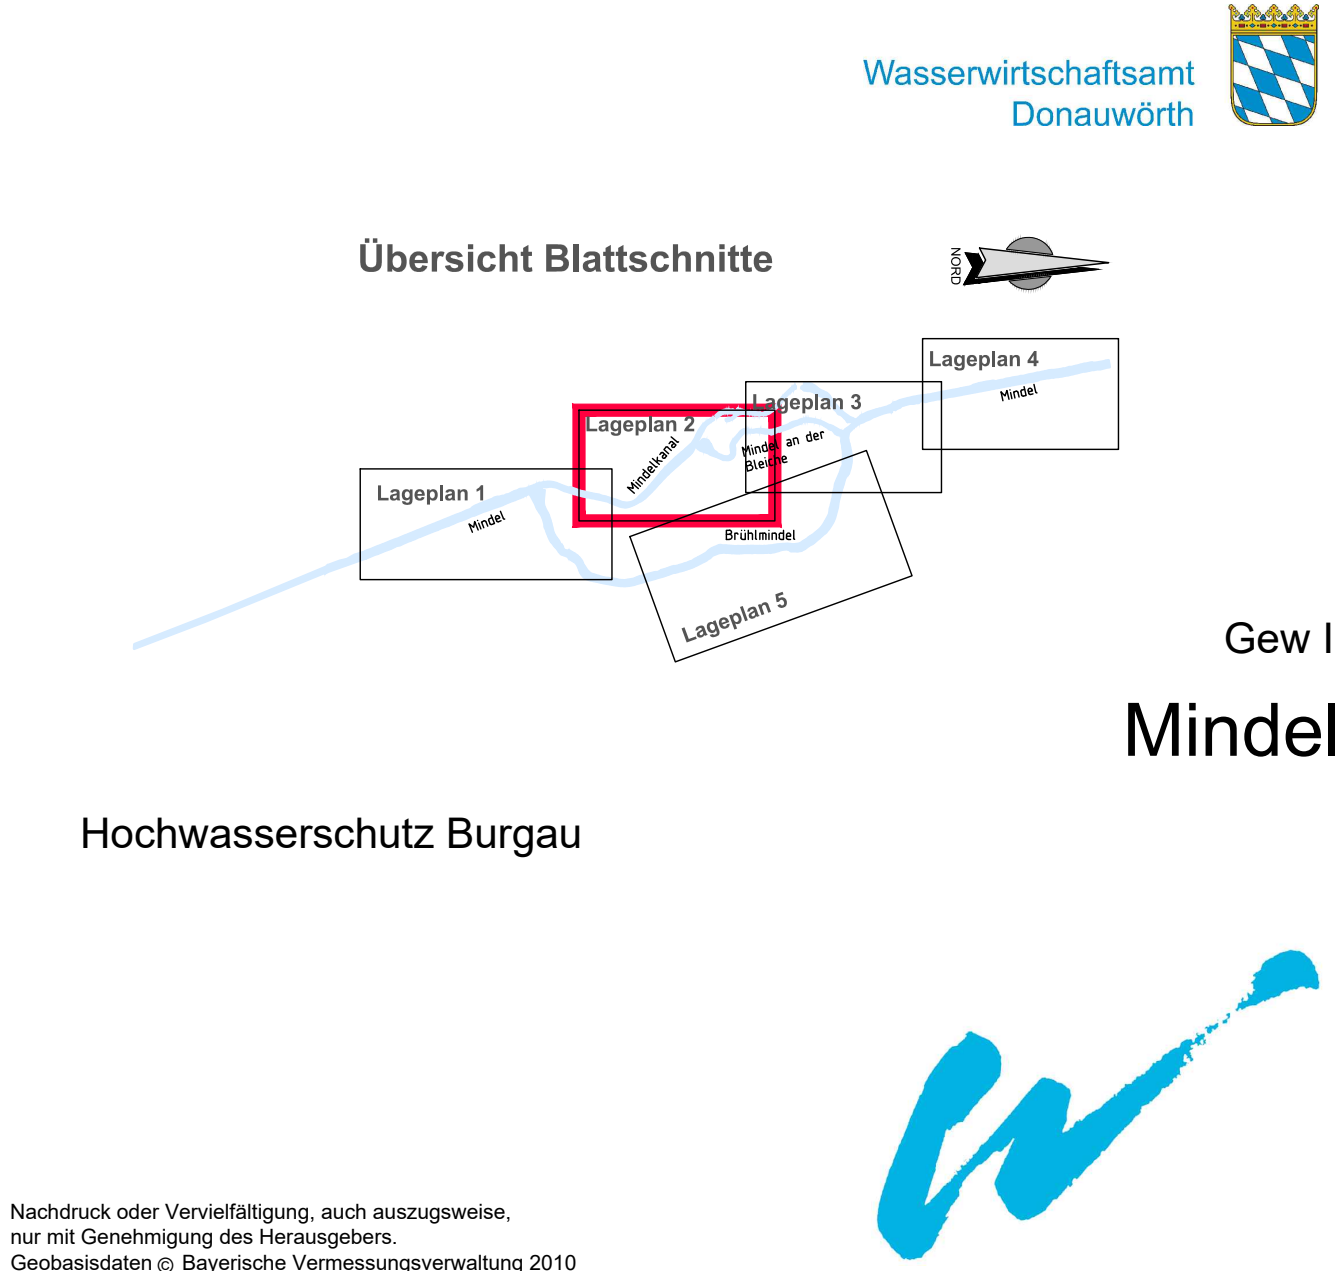 Wasserwirtschaftsamt
Donauwörth
Übersicht Blattschnitte
NORD
Lageplan 4
Mindel
Lageplan 3
Lageplan 2
Mindelkanal
Mindel an der
Bleiche
Lageplan 1
Mindel
Brühlmindel
Lageplan 5
Gew I
Mindel
Hochwasserschutz Burgau
Nachdruck oder Vervielfältigung, auch auszugsweise,
nur mit Genehmigung des Herausgebers.
Geobasisdaten © Bayerische Vermessungsverwaltung 2010